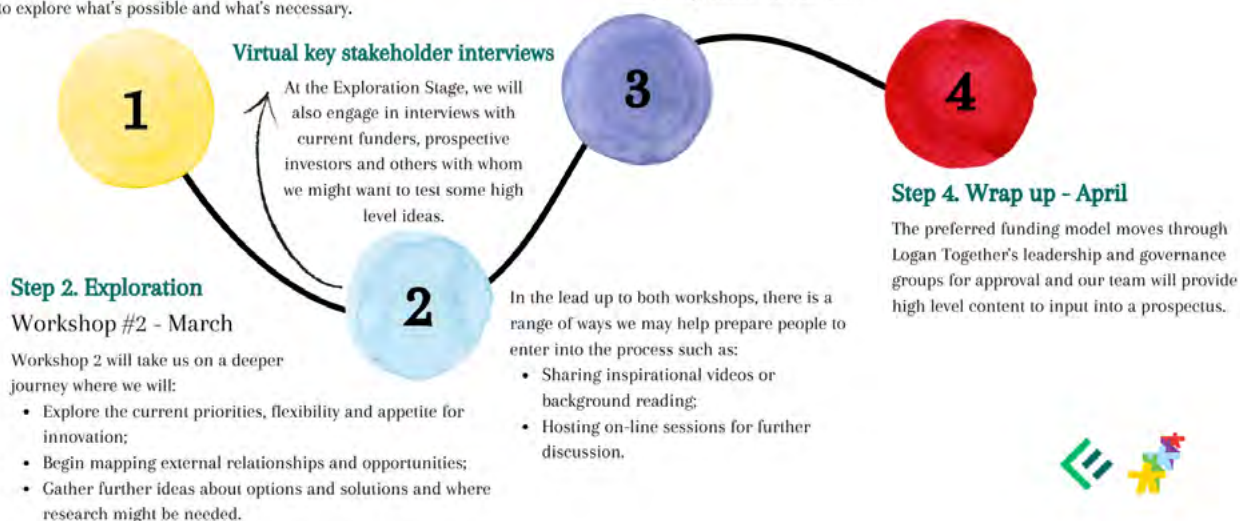 to explore what's possible and what's necessary.
1
Virtual key stakeholder interviews
At the Exploration Stage, we will
also engage in interviews with
current funders, prospective
investors and others with whom
we might want to test some high
level ideas.
3
4
Step 4. Wrap up - April
The preferred funding model moves through
Logan Together's leadership and governance
groups for approval and our team will provide
high level content to input into a prospectus.
2
Step 2. Exploration
Workshop #2 - March
Workshop 2 will take us on a deeper
journey where we will:
• Explore the current priorities, flexibility and appetite for
innovation;
• Begin mapping external relationships and opportunities;
• Gather further ideas about options and solutions and where
research might be needed.
In the lead up to both workshops, there is a
range of ways we may help prepare people to
enter into the process such as:
• Sharing inspirational videos or
background reading;
• Hosting on-line sessions for further
discussion.